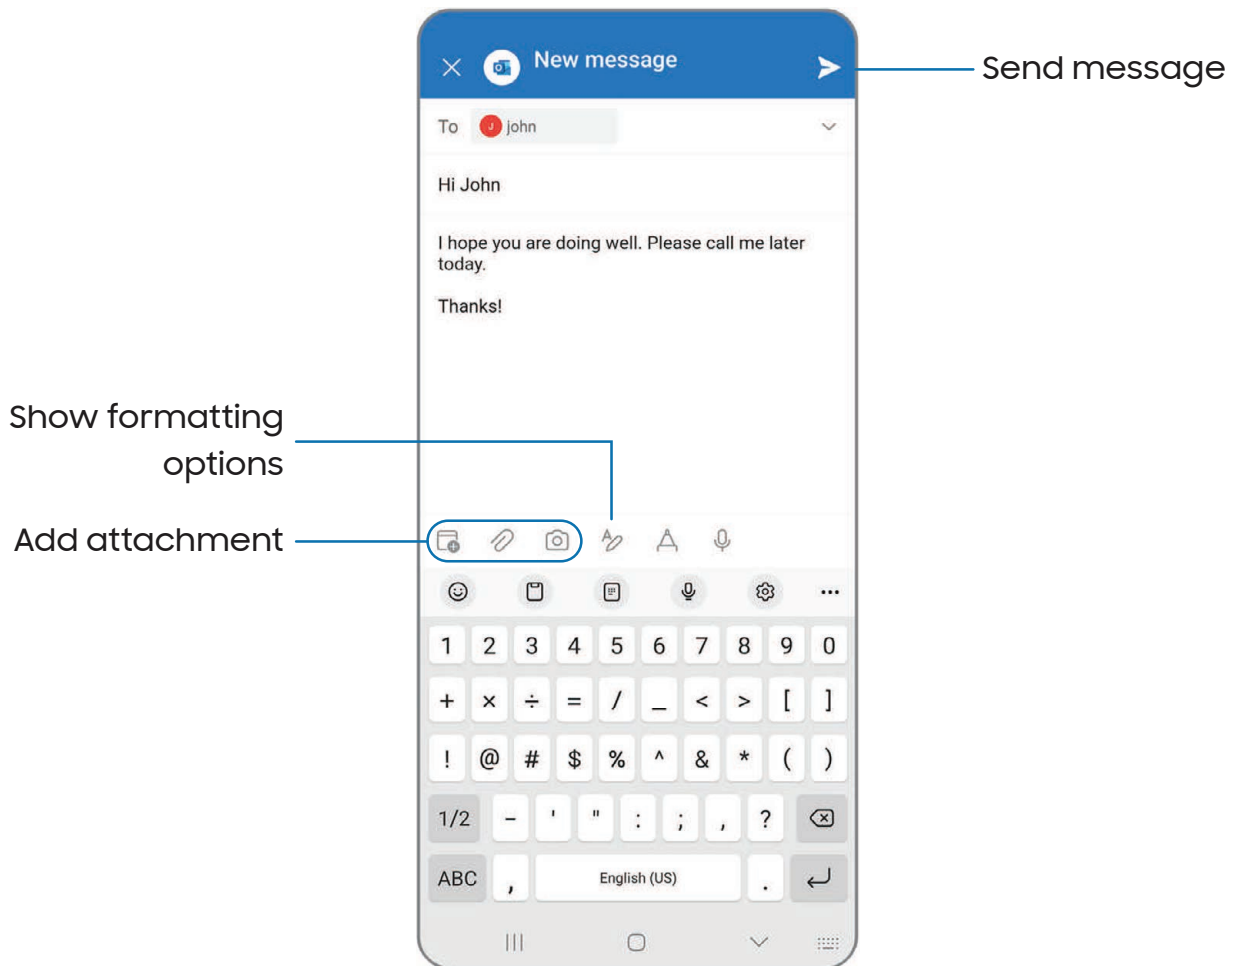 New message
Send message
To john
Hi John
I hope you are doing well. Please call me later
today.
Thanks!
Show formatting
options
Add attachment
1 2 3 4 5 6 7 8 9 0
+ × ÷ = / _ < > [ ]
! @ # $ % ^ & * ( )
1/2 - ' " : ; , ?
ABC , English (US) .